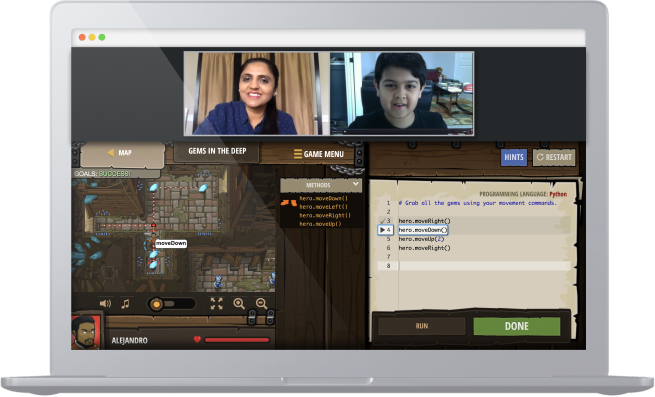 MAP
GEMS IN THE DEEP
GAME MENU
HINTS
RESTART
GOALS: SUCCESS!
METHODS
hero.moveDown()
hero.moveLeft()
hero.moveRight()
hero.moveUp()
moveDown
PROGRAMMING LANGUAGE: Python
1 # Grab all the gems using your movement commands.
2
3 hero.moveRight()
4 hero.moveDown()
5 hero.moveUp(2)
6 hero.moveRight()
7
8
RUN
DONE
ALEJANDRO